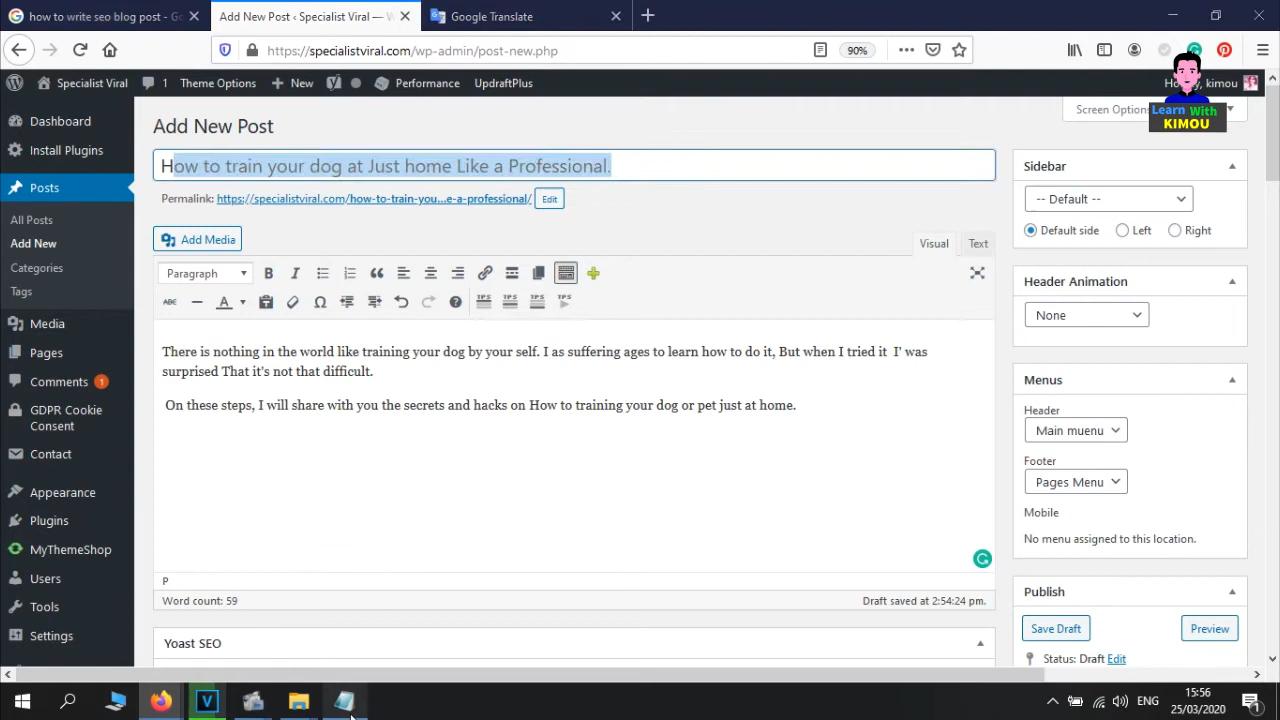 how to write seo blog post - Go
Add New Post ‹ Specialist Viral — W
Google Translate
https://specialistviral.com/wp-admin/post-new.php
90%
Specialist Viral
1
Theme Options
New
Performance
UpdraftPlus
kimou
Learn With
KIMOU
Dashboard
Install Plugins
Posts
All Posts
Add New
Categories
Tags
Media
Pages
Comments 1
GDPR Cookie
Consent
Contact
Appearance
Plugins
MyThemeShop
Users
Tools
Settings
Add New Post
Screen Options
How to train your dog at Just home Like a Professional.
Permalink: https://specialistviral.com/how-to-train-you...e-a-professional/ Edit
Add Media
Visual
Text
Paragraph
B I
ABC
A
TPS TPS TPS TPS
There is nothing in the world like training your dog by your self. I as suffering ages to learn how to do it, But when I tried it I' was
surprised That it's not that difficult.
On these steps, I will share with you the secrets and hacks on How to training your dog or pet just at home.
P
Word count: 59
Draft saved at 2:54:24 pm.
Yoast SEO
Sidebar
-- Default --
Default side
Left
Right
Header Animation
None
Menus
Header
Main muenu
Footer
Pages Menu
Mobile
No menu assigned to this location.
Publish
Save Draft
Preview
Status: Draft Edit
V
ENG
15:56
25/03/2020
1